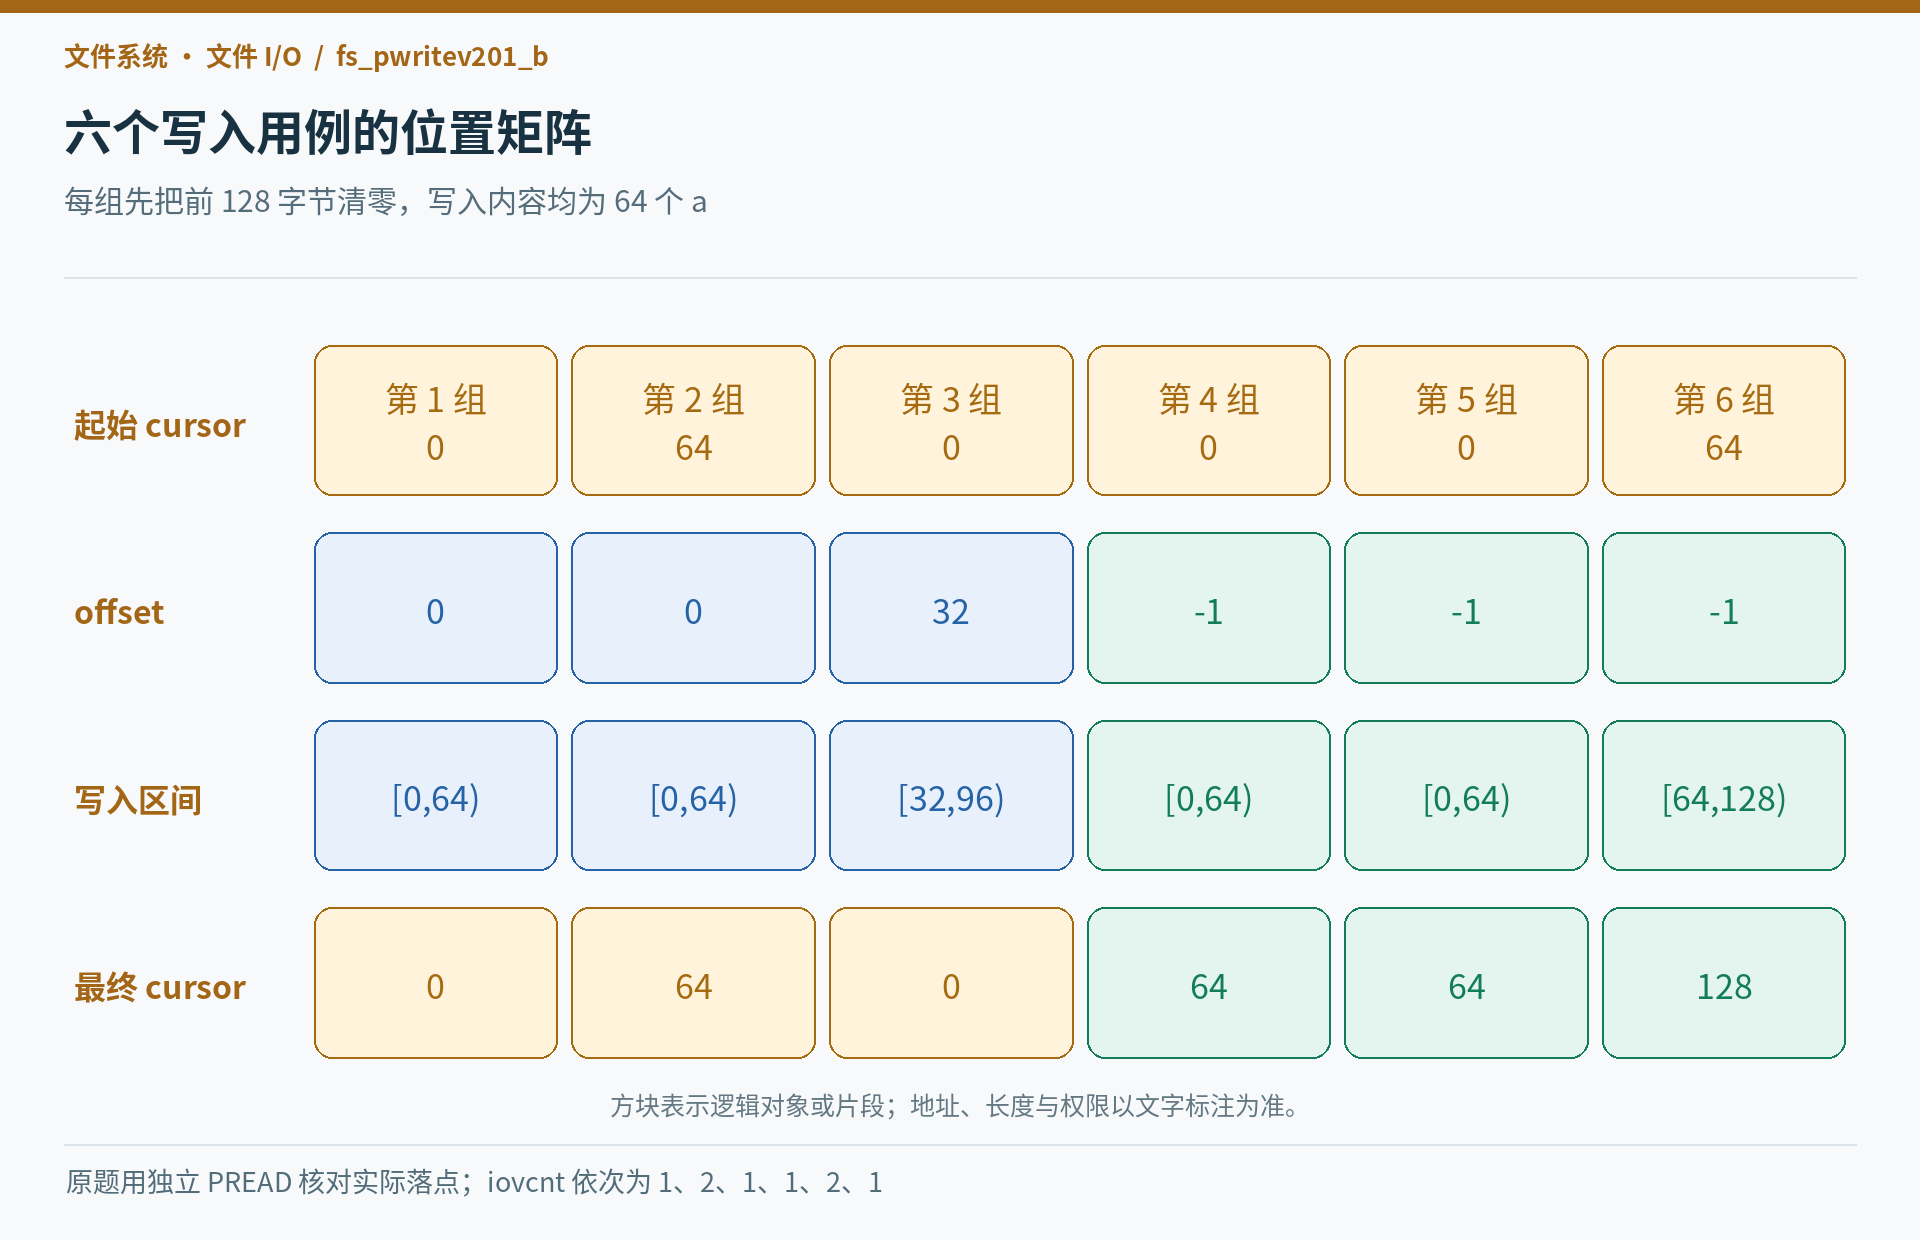 文件系统 · 文件 I/O / fs_pwritev201_b
六个写入用例的位置矩阵
每组先把前 128 字节清零，写入内容均为 64 个 a
起始 cursor
第 1 组
0
第 2 组
64
第 3 组
0
第 4 组
0
第 5 组
0
第 6 组
64
offset
0
0
32
-1
-1
-1
写入区间
[0,64)
[0,64)
[32,96)
[0,64)
[0,64)
[64,128)
最终 cursor
0
64
0
64
64
128
方块表示逻辑对象或片段；地址、长度与权限以文字标注为准。
原题用独立 PREAD 核对实际落点；iovcnt 依次为 1、2、1、1、2、1